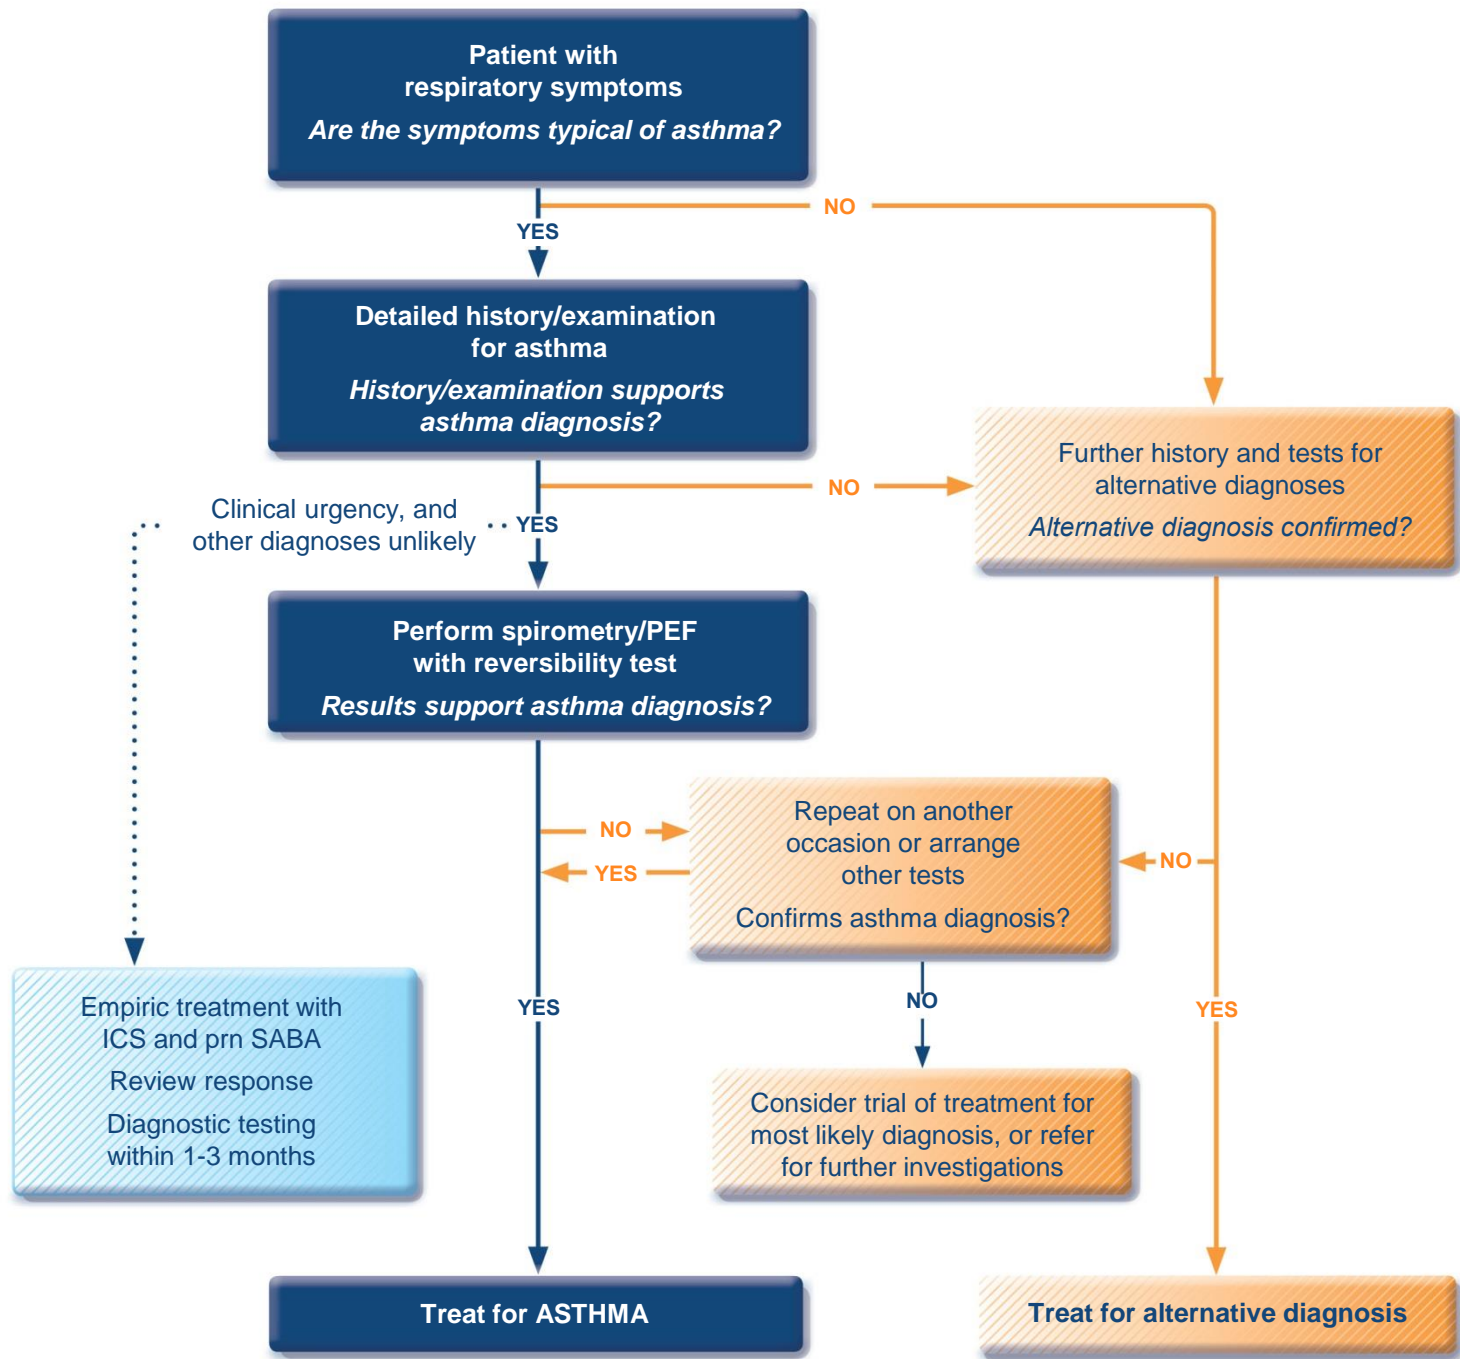 Patient with
respiratory symptoms
Are the symptoms typical of asthma?
NO
YES
Detailed history/examination
for asthma
History/examination supports
asthma diagnosis?
Further history and tests for
alternative diagnoses
Alternative diagnosis confirmed?
NO
Clinical urgency, and
other diagnoses unlikely
YES
Perform spirometry/PEF
with reversibility test
Results support asthma diagnosis?
Repeat on another
occasion or arrange
other tests
Confirms asthma diagnosis?
NO
YES
NO
Empiric treatment with
ICS and prn SABA
Review response
Diagnostic testing
within 1-3 months
YES
NO
YES
Consider trial of treatment for
most likely diagnosis, or refer
for further investigations
Treat for ASTHMA
Treat for alternative diagnosis